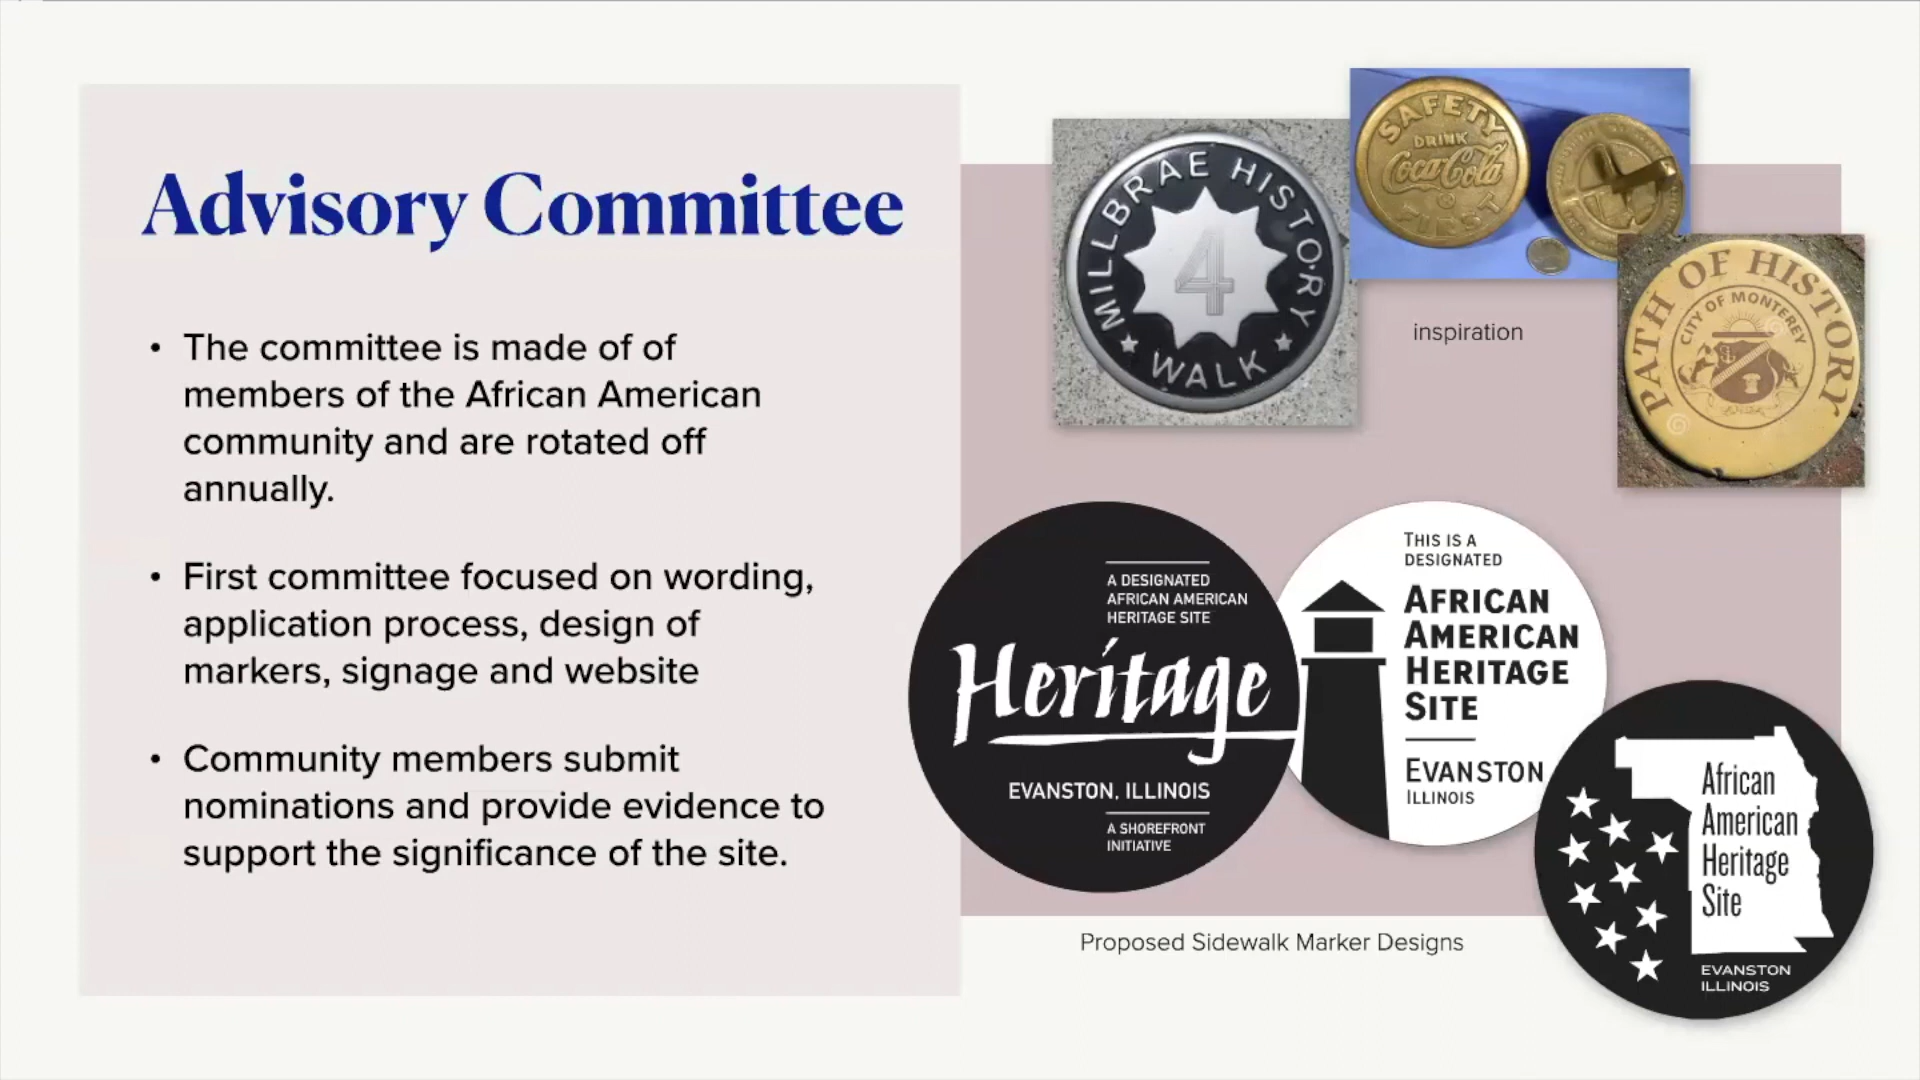 Advisory Committee
• The committee is made of of
members of the African American
community and are rotated off
annually.
• First committee focused on wording,
application process, design of
markers, signage and website
• Community members submit
nominations and provide evidence to
support the significance of the site.
MILLBRAE HISTORY
4
WALK
SAFETY
DRINK
Coca-Cola
FIRST
inspiration
PATH OF HISTORY
CITY OF MONTEREY
A DESIGNATED
AFRICAN AMERICAN
HERITAGE SITE
Heritage
EVANSTON, ILLINOIS
A SHOREFRONT
INITIATIVE
THIS IS A
DESIGNATED
AFRICAN
AMERICAN
HERITAGE
SITE
EVANSTON
ILLINOIS
African
American
Heritage
Site
EVANSTON
ILLINOIS
Proposed Sidewalk Marker Designs